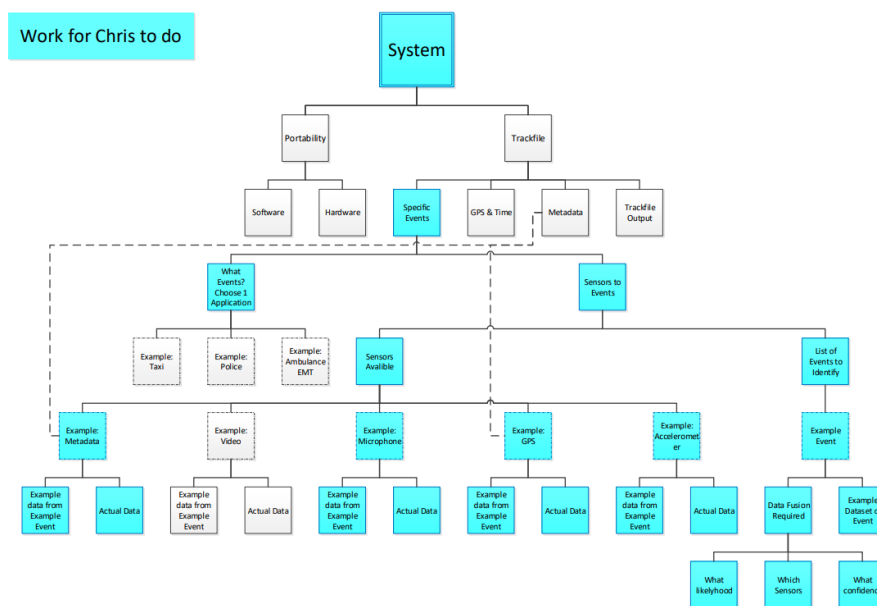 Work for Chris to do
System
Portability
Trackfile
Software
Hardware
Specific
Events
GPS & Time
Metadata
Trackfile
Output
What
Events?
Choose 1
Application
Sensors to
Events
Example:
Taxi
Example:
Police
Example:
Ambulance
EMT
Sensors
Avalible
List of
Events to
Identify
Example:
Metadata
Example:
Video
Example:
Microphone
Example:
GPS
Example:
Acceleromet
er
Example
Event
Example
data from
Example
Event
Actual Data
Example
data from
Example
Event
Actual Data
Example
data from
Example
Event
Actual Data
Example
data from
Example
Event
Actual Data
Example
data from
Example
Event
Actual Data
Data Fusion
Required
Example
Dataset
Event
What
likelyhood
Which
Sensors
What